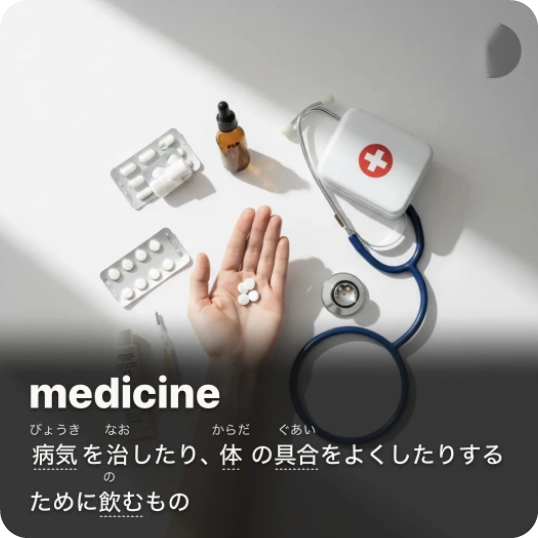 medicine
びょうき なお からだ ぐあい
病気を治したり、体の具合をよくしたりする
の
ために飲むもの